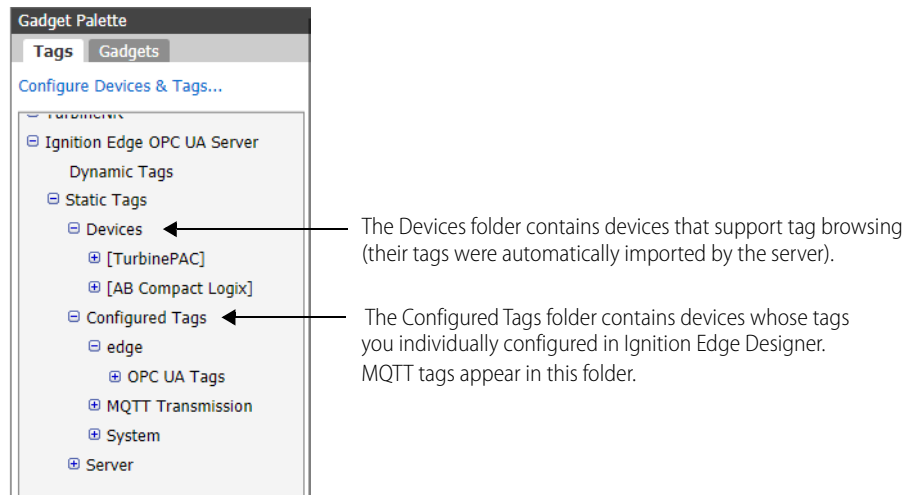 Gadget Palette
Tags Gadgets
Configure Devices & Tags...
Ignition Edge OPC UA Server
Dynamic Tags
Static Tags
Devices
[TurbinePAC]
[AB Compact Logix]
Configured Tags
edge
OPC UA Tags
MQTT Transmission
System
Server
The Devices folder contains devices that support tag browsing
(their tags were automatically imported by the server).
The Configured Tags folder contains devices whose tags
you individually configured in Ignition Edge Designer.
MQTT tags appear in this folder.